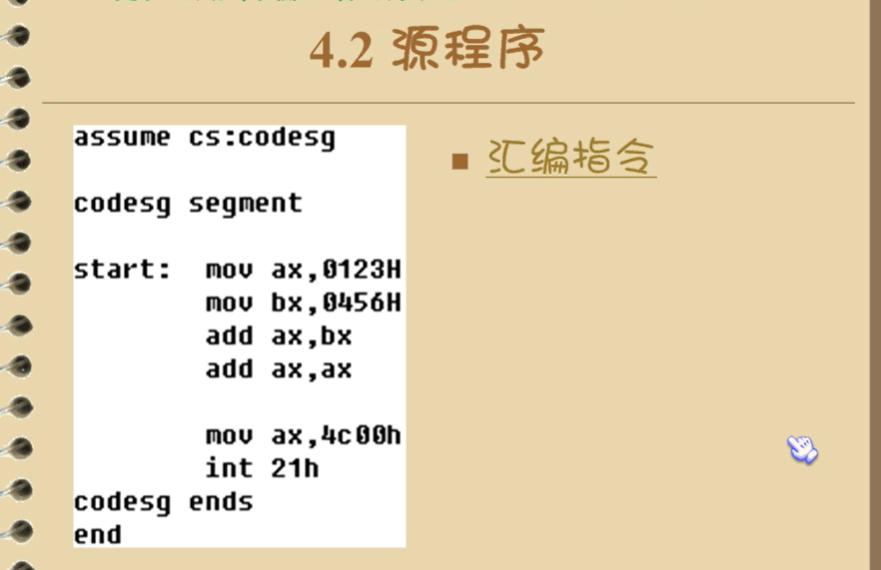 4.2 源程序
assume cs:codesg
codesg segment
start: mov ax,0123H
mov bx,0456H
add ax,bx
add ax,ax
mov ax,4c00h
int 21h
codesg ends
end
汇编指令